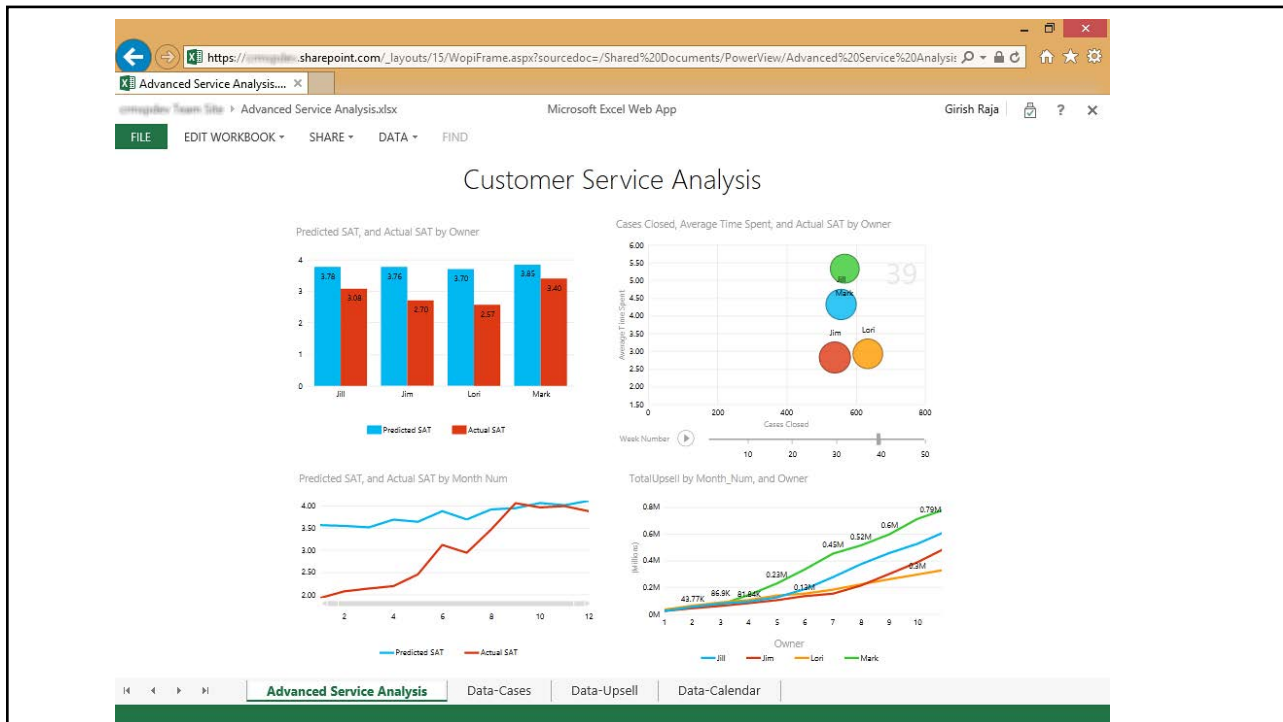 https:// .sharepoint.com/_layouts/15/WopiFrame.aspx?sourcedoc=/Shared%20Documents/PowerView/Advanced%20Service%20Analysis
Advanced Service Analysis....
Advanced Service Analysis.xlsx
Microsoft Excel Web App
Girish Raja
FILE EDIT WORKBOOK SHARE DATA FIND
Customer Service Analysis
Predicted SAT, and Actual SAT by Owner
4
3
2
1
0
3.78 3.08 3.76 2.70 3.70 2.57 3.85 3.40
Jill Jim Lori Mark
Predicted SAT Actual SAT
Cases Closed, Average Time Spent, and Actual SAT by Owner
Average Time Spent
6.00
5.50
5.00
4.50
4.00
3.50
3.00
2.50
2.00
1.50
39
Jill
Mark
Jim Lori
0 200 400 600 800
Cases Closed
Week Number
10 20 30 40 50
Predicted SAT, and Actual SAT by Month Num
4.00
3.50
3.00
2.50
2.00
2 4 6 8 10 12
Predicted SAT Actual SAT
TotalUpsell by Month_Num, and Owner
(Millions)
0.8M
0.6M
0.4M
0.2M
0M
43.77K 86.9K 81.84K 0.23M 0.13M 0.45M 0.52M 0.6M 0.3M 0.79M
1 2 3 4 5 6 7 8 9 10
Owner
Jill Jim Lori Mark
Advanced Service Analysis Data-Cases Data-Upsell Data-Calendar